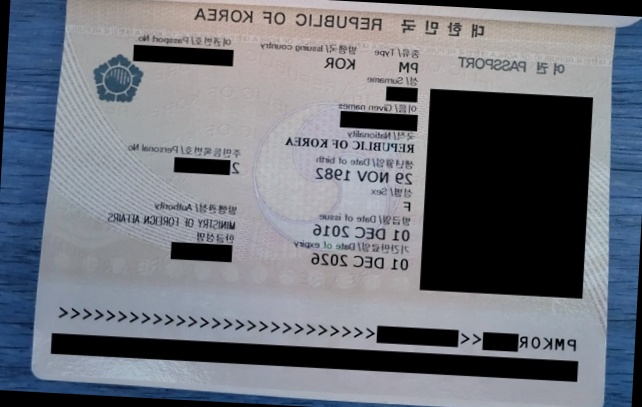 대한민국 REPUBLIC OF KOREA
여권 PASSPORT
종류/Type 발행국/Issuing country 여권번호/Passport No
PM KOR
성/Surname
이름/Given names
국적/Nationality
REPUBLIC OF KOREA
생년월일/Date of birth 주민등록번호/Personal No
29 NOV 1982 2
성별/Sex
F
발급일/Date of issue 발행관청/Authority
01 DEC 2016 MINISTRY OF FOREIGN AFFAIRS
기간만료일/Date of expiry 한글성명
01 DEC 2026
PMKOR <<<<<<<<<<<<<<<<<<<<<<<<<<<<<<